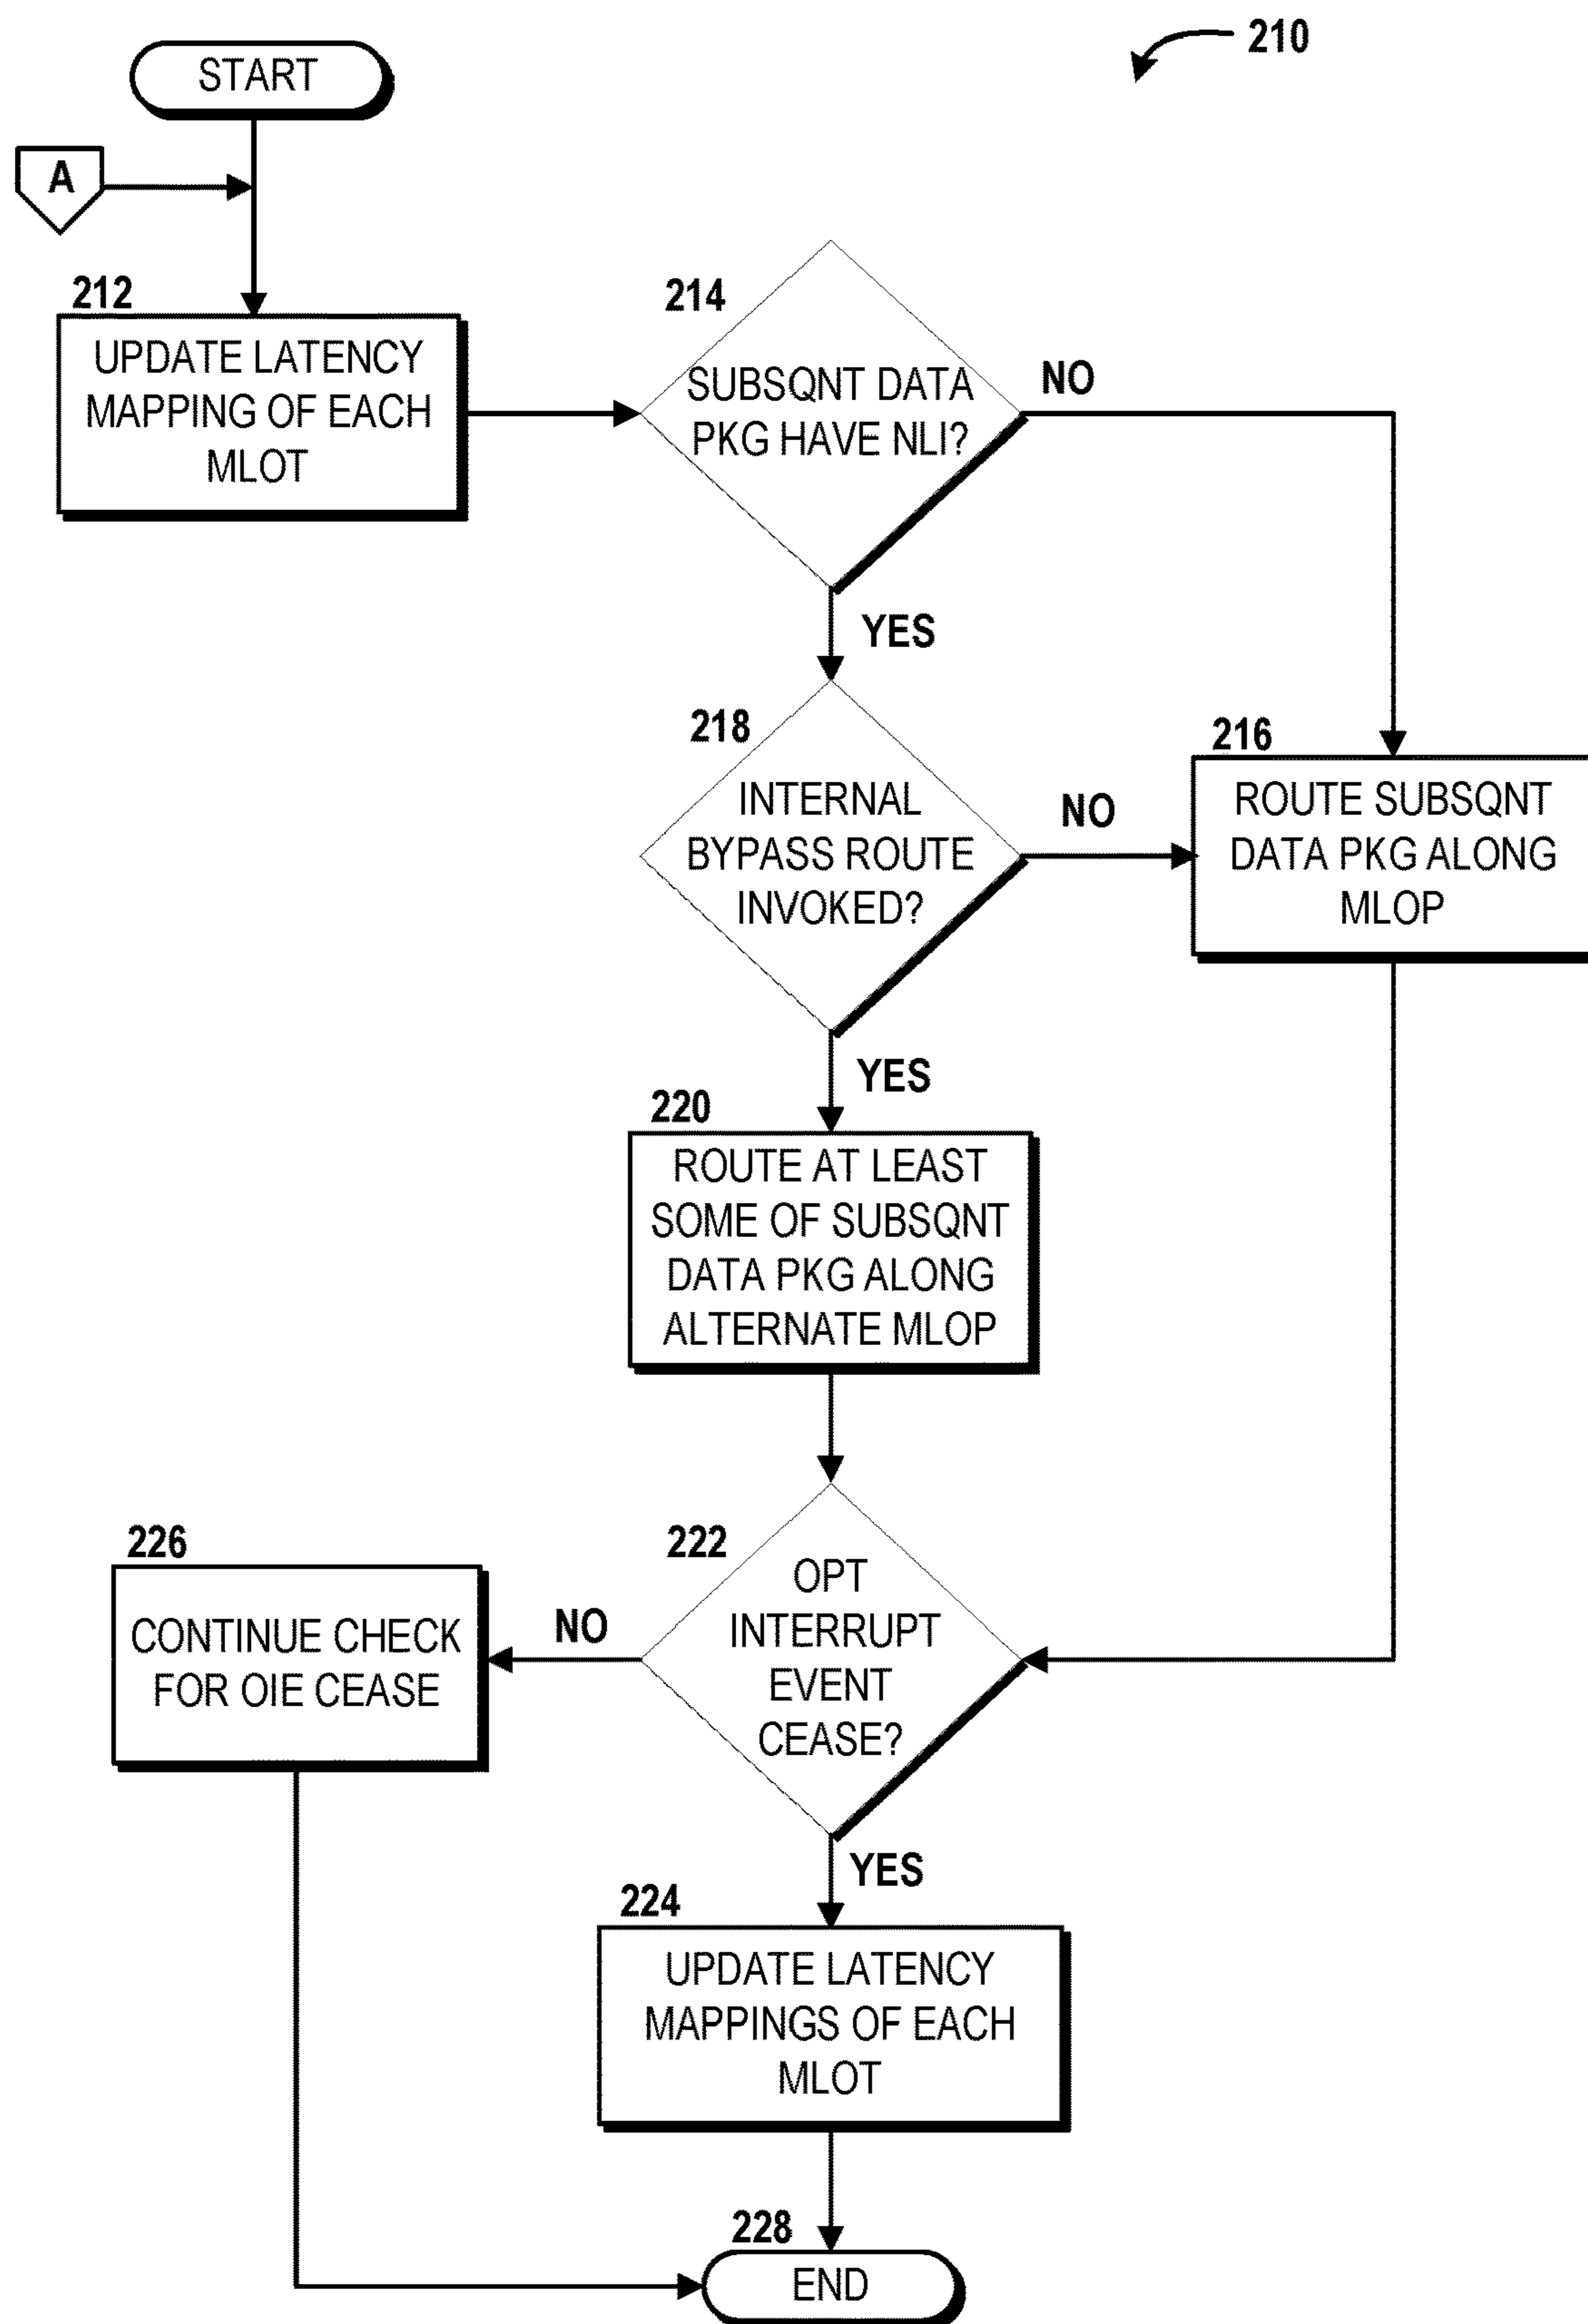 210
START
A
212
UPDATE LATENCY
MAPPING OF EACH
MLOT
214
SUBSQNT DATA
PKG HAVE NLI?
NO
YES
218
INTERNAL
BYPASS ROUTE
INVOKED?
NO
216
ROUTE SUBSQNT
DATA PKG ALONG
MLOP
YES
220
ROUTE AT LEAST
SOME OF SUBSQNT
DATA PKG ALONG
ALTERNATE MLOP
222
OPT
INTERRUPT
EVENT
CEASE?
NO
226
CONTINUE CHECK
FOR OIE CEASE
YES
224
UPDATE LATENCY
MAPPINGS OF EACH
MLOT
228
END